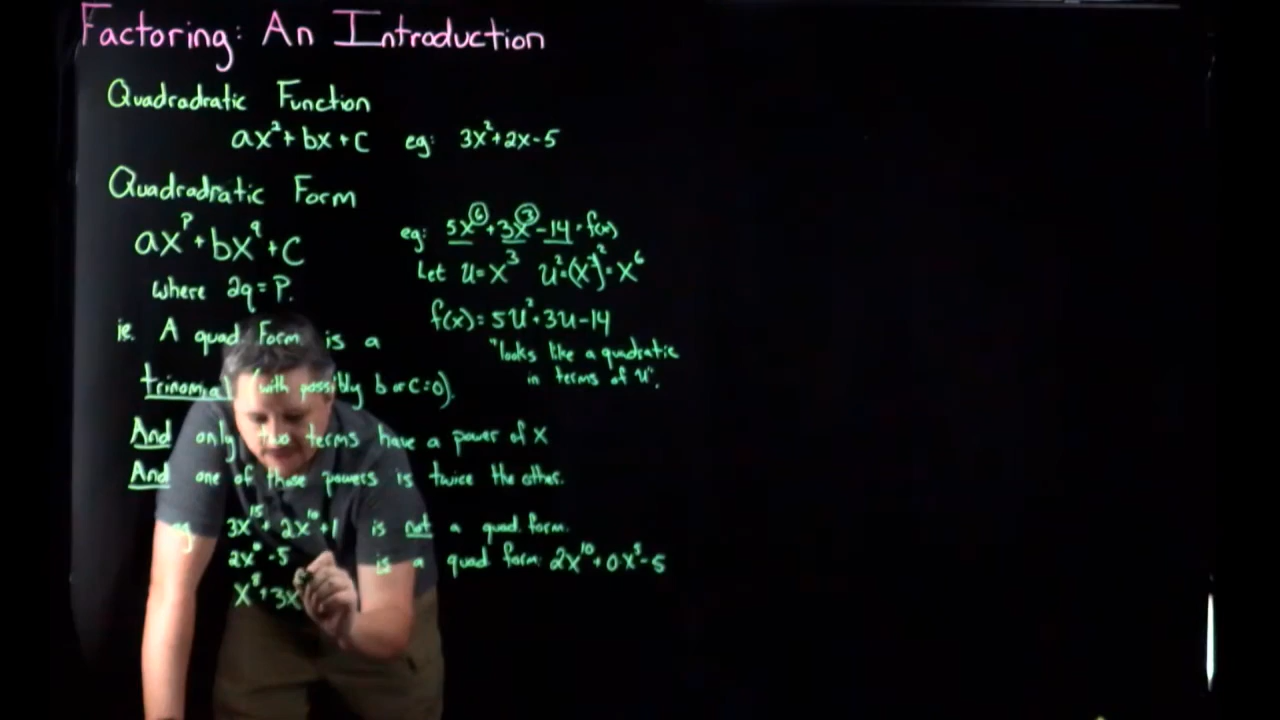 Factoring: An Introduction
Quadradratic Function
ax²+bx+c eg: 3x²+2x-5
Quadradratic Form
axᵖ+bx^q+c
where 2q=P.
eg: 5x⁶+3x³-14=f(x)
Let u=x³ u²=(x³)²=x⁶
f(x)=5u²+3u-14
"looks like a quadratic
in terms of u".
ie. A quad Form is a
trinomial (with possibly b or c=0).
And only two terms have a power of x
And one of those powers is twice the other.
eg 3x¹⁵+2x¹⁰+1 is not a quad. form.
2x¹⁰-5 is a quad form: 2x¹⁰+0·x⁵-5
x⁸+3x